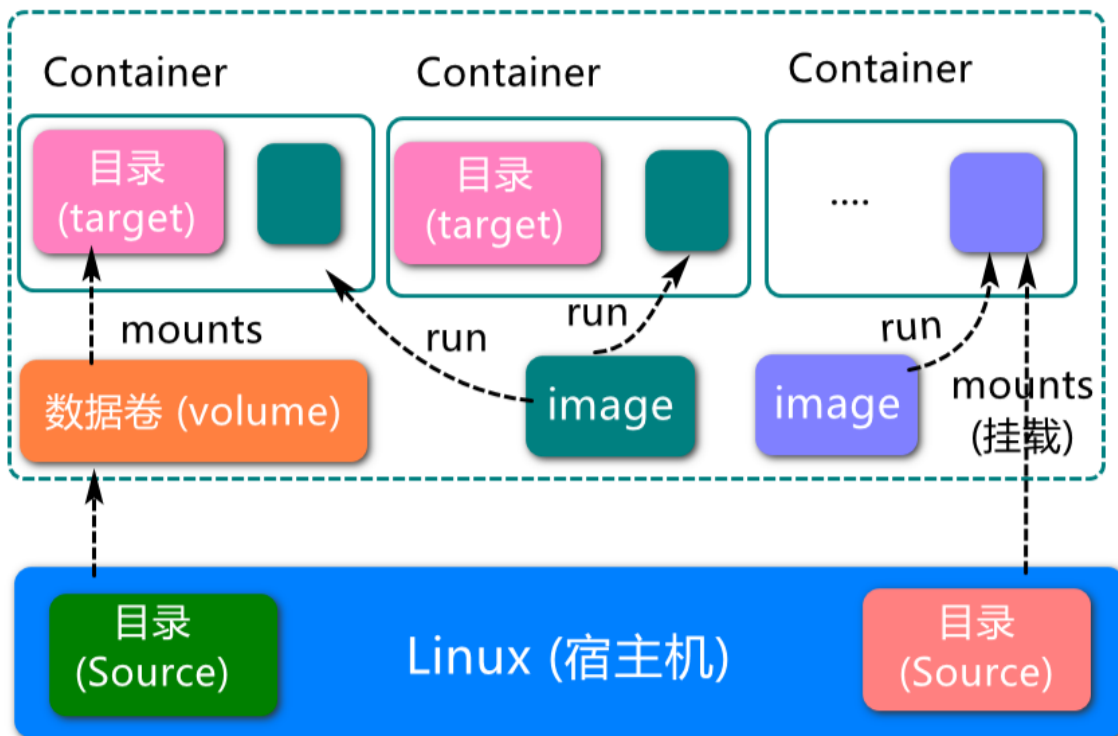 Container
Container
Container
目录
(target)
目录
(target)
....
mounts
run
run
run
数据卷 (volume)
image
image
mounts
(挂载)
目录
(Source)
Linux (宿主机)
目录
(Source)